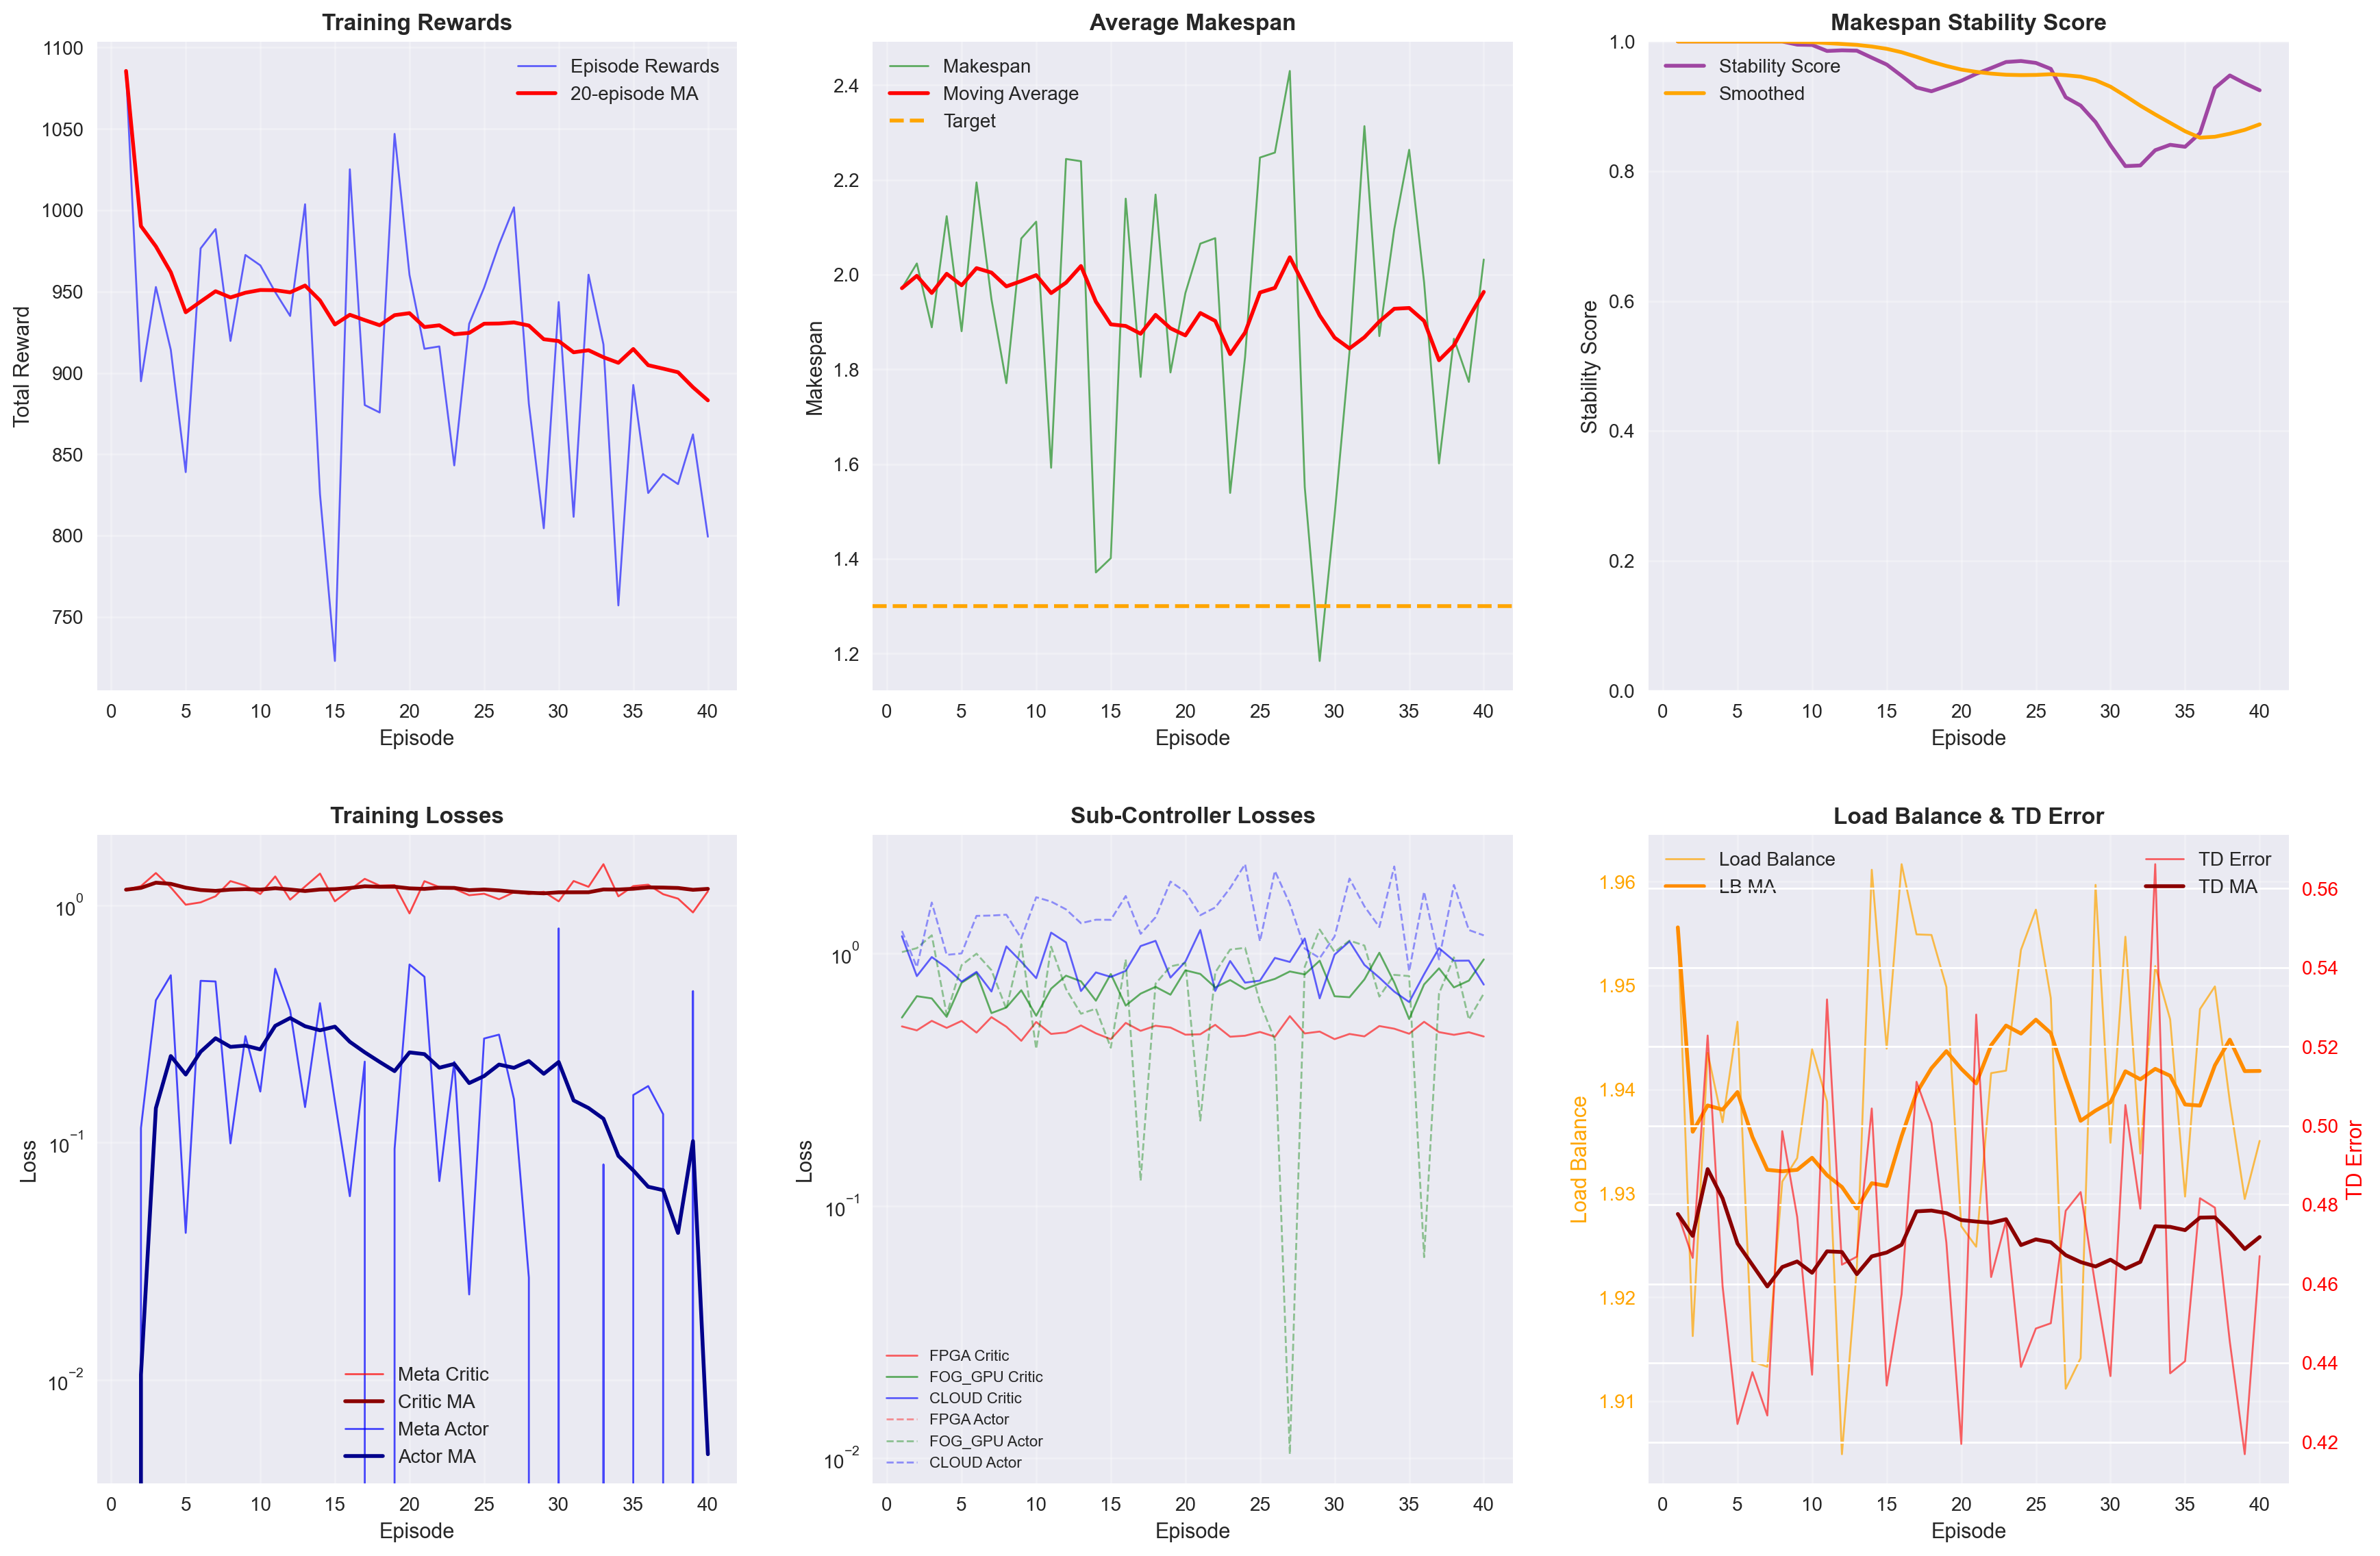 Training Rewards
Episode Rewards
20-episode MA
1100
1050
1000
950
900
850
800
750
Total Reward
0 5 10 15 20 25 30 35 40
Episode
Average Makespan
Makespan
Moving Average
Target
2.4
2.2
2.0
1.8
1.6
1.4
1.2
Makespan
0 5 10 15 20 25 30 35 40
Episode
Makespan Stability Score
Stability Score
Smoothed
1.0
0.8
0.6
0.4
0.2
0.0
Stability Score
0 5 10 15 20 25 30 35 40
Episode
Training Losses
10⁰
10⁻¹
10⁻²
Loss
Meta Critic
Critic MA
Meta Actor
Actor MA
0 5 10 15 20 25 30 35 40
Episode
Sub-Controller Losses
10⁰
10⁻¹
10⁻²
Loss
FPGA Critic
FOG_GPU Critic
CLOUD Critic
FPGA Actor
FOG_GPU Actor
CLOUD Actor
0 5 10 15 20 25 30 35 40
Episode
Load Balance & TD Error
Load Balance
LB MA
TD Error
TD MA
1.96
1.95
1.94
1.93
1.92
1.91
Load Balance
0.56
0.54
0.52
0.50
0.48
0.46
0.44
0.42
TD Error
0 5 10 15 20 25 30 35 40
Episode